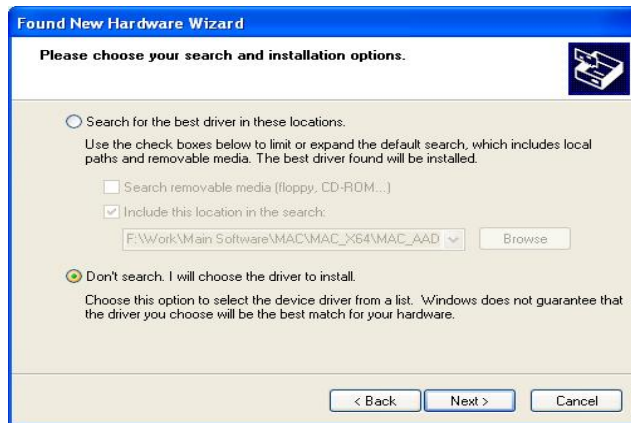 Found New Hardware Wizard
Please choose your search and installation options.
Search for the best driver in these locations.
Use the check boxes below to limit or expand the default search, which includes local
paths and removable media. The best driver found will be installed.
Search removable media (floppy, CD-ROM...)
Include this location in the search:
F:\Work\Main Software\MAC\MAC_X64\MAC_AAD
Browse
Don't search. I will choose the driver to install.
Choose this option to select the device driver from a list. Windows does not guarantee that
the driver you choose will be the best match for your hardware.
< Back Next > Cancel